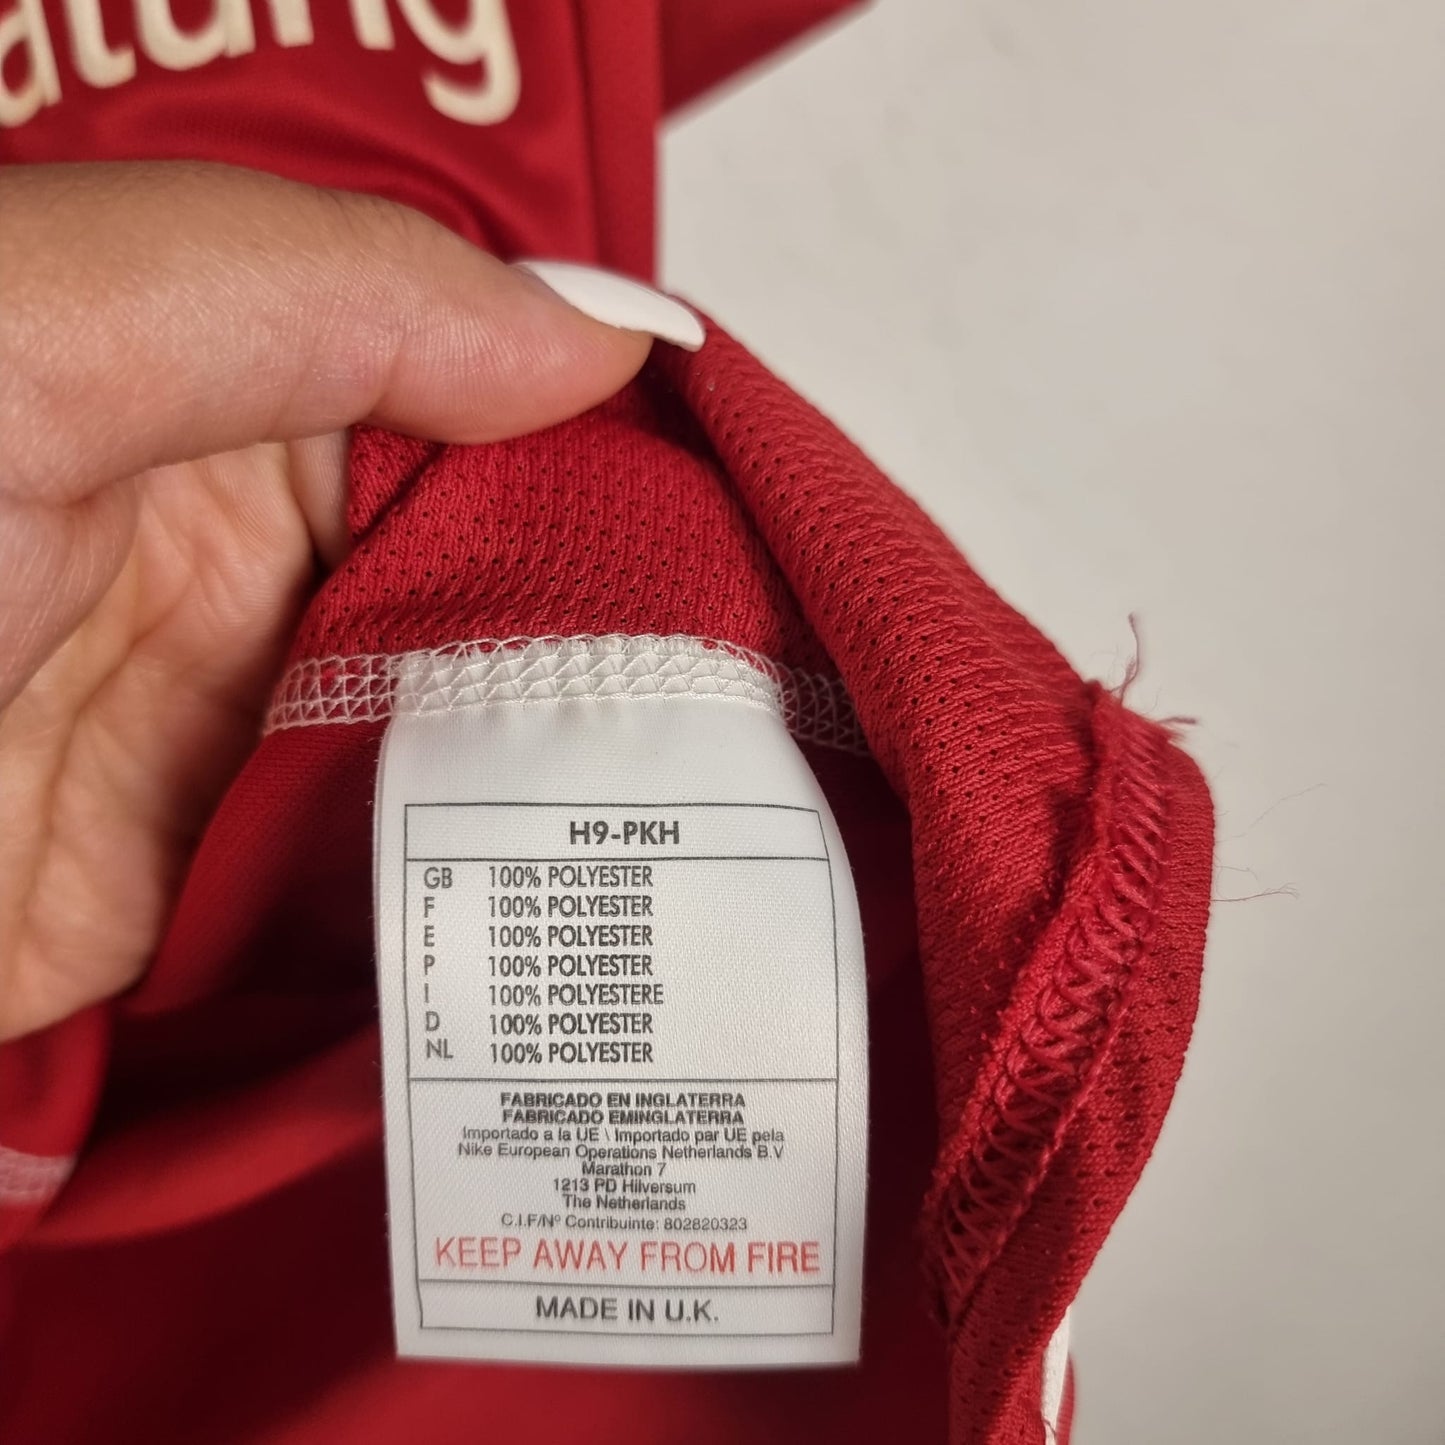 atung
H9-PKH
GB 100% POLYESTER
F 100% POLYESTER
E 100% POLYESTER
P 100% POLYESTER
I 100% POLYESTERE
D 100% POLYESTER
NL 100% POLYESTER
FABRICADO EN INGLATERRA
FABRICADO EMINGLATERRA
Importado a la UE \ Importado par UE pela
Nike European Operations Netherlands B.V
Marathon 7
1213 PD Hilversum
The Netherlands
C.I.F/Nº Contribuinte: 802820323
KEEP AWAY FROM FIRE
MADE IN U.K.